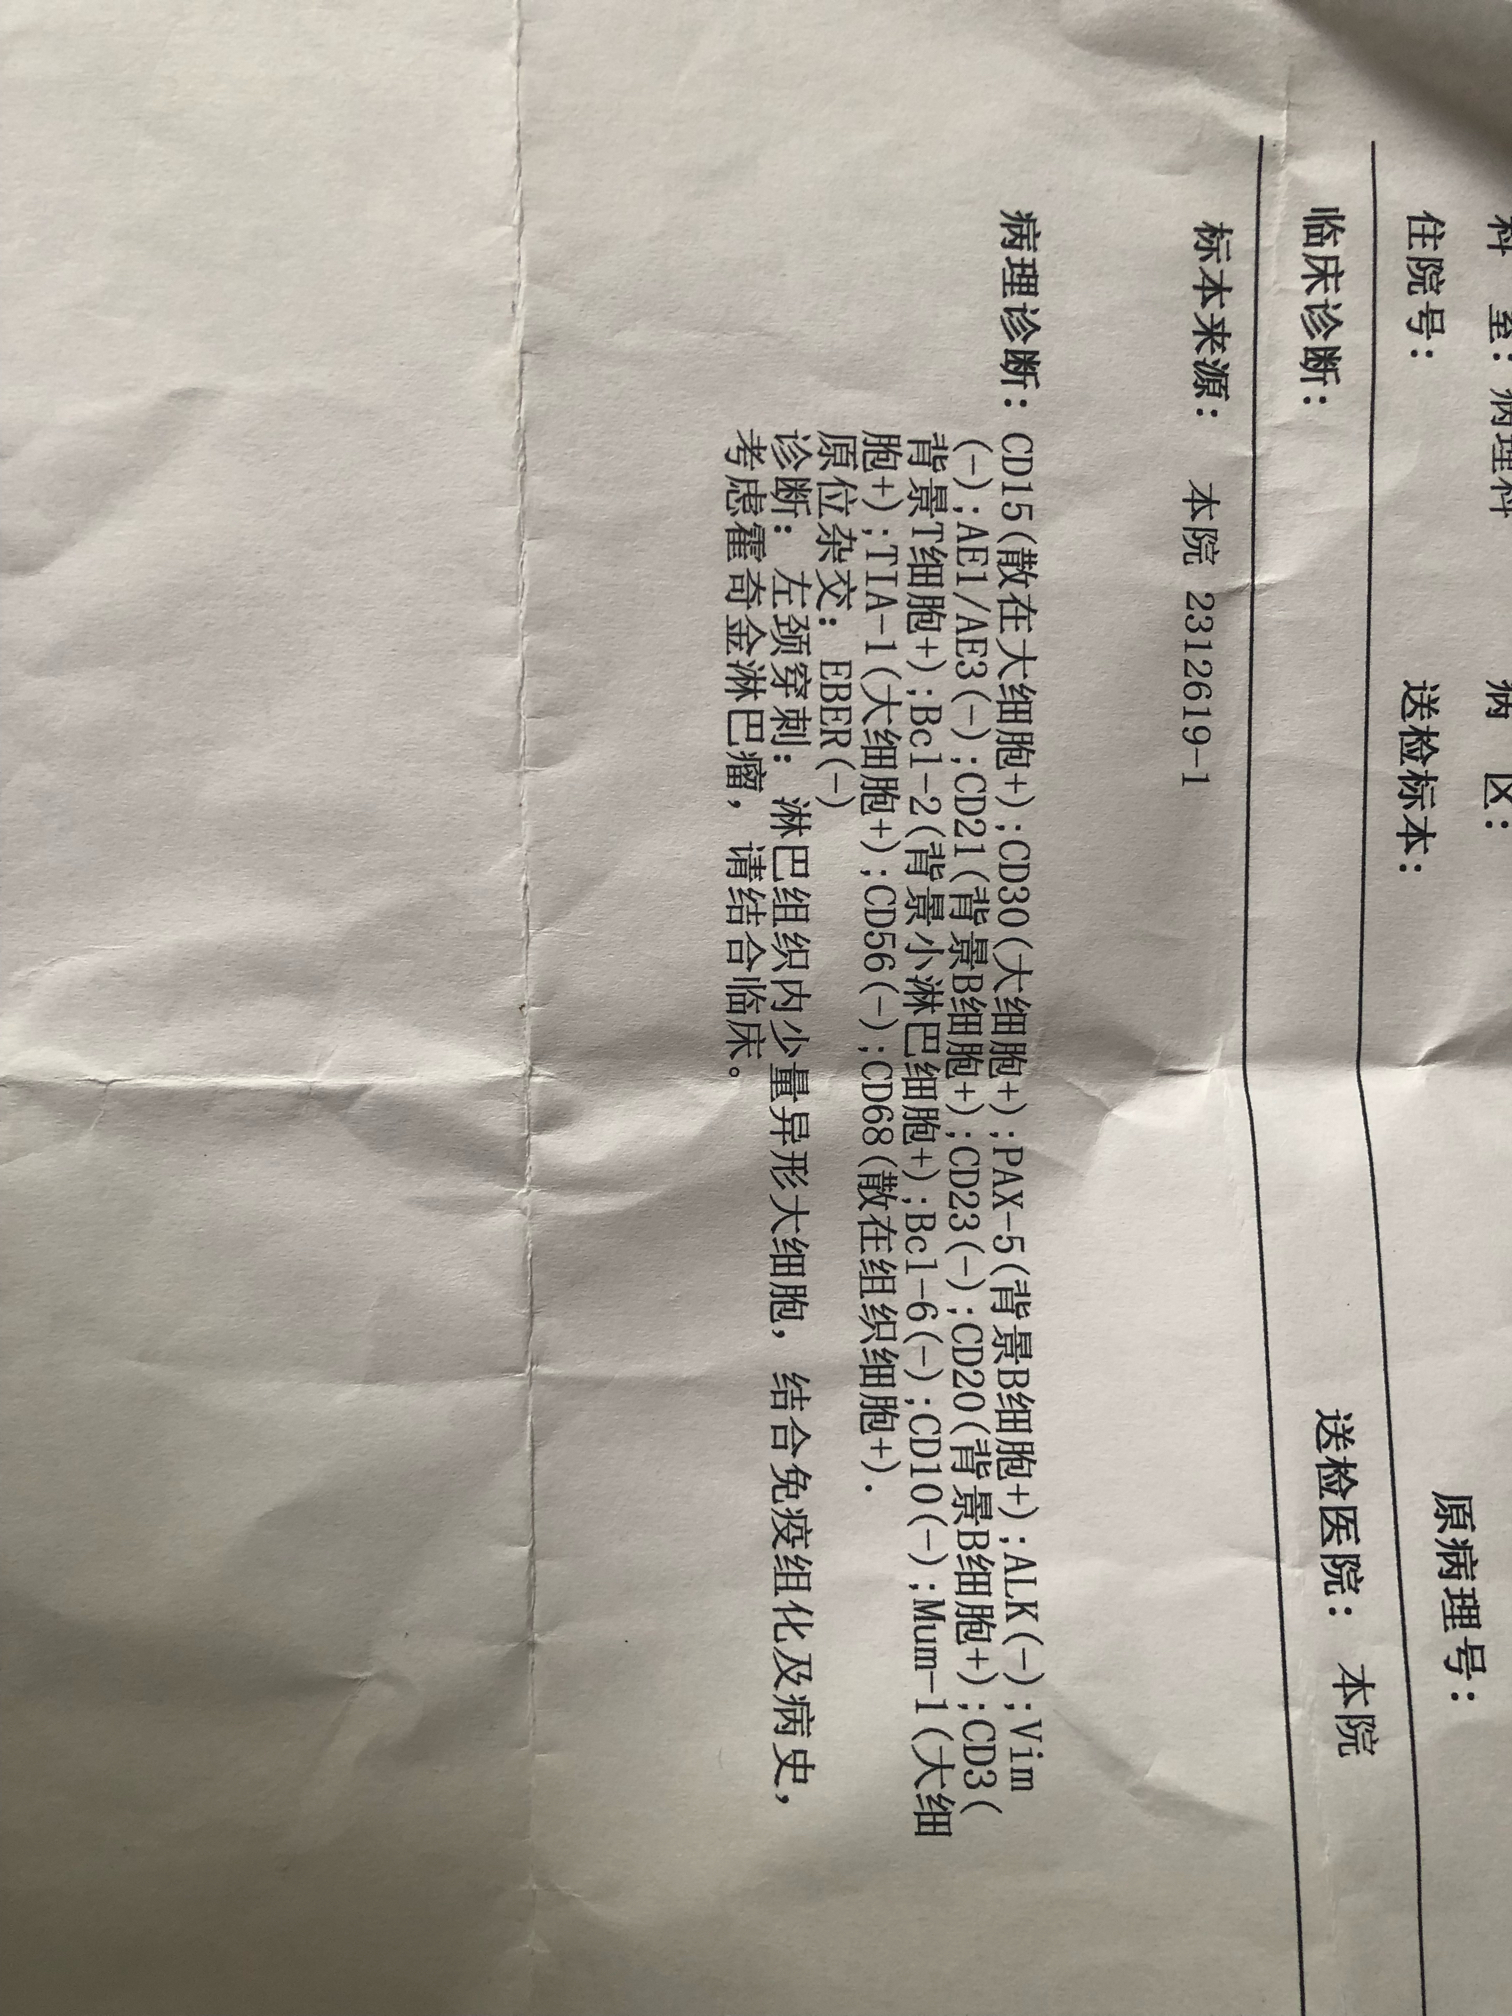 科 室: 病理科 病 区:
住院号: 送检标本: 原病理号:
临床诊断: 送检医院: 本院
标本来源: 本院 2312619-1
病理诊断: CD15(散在大细胞+);CD30(大细胞+);PAX-5(背景B细胞+);ALK(-);Vim
(-);AE1/AE3(-);CD21(背景B细胞+);CD23(-);CD20(背景B细胞+);CD3(
背景T细胞+);Bcl-2(背景小淋巴细胞+);Bcl-6(-);CD10(-);Mum-1(大细
胞+);TIA-1(大细胞+);CD56(-);CD68(散在组织细胞+).
原位杂交: EBER(-)
诊断: 左颈穿刺: 淋巴组织内少量异形大细胞, 结合免疫组化及病史,
考虑霍奇金淋巴瘤, 请结合临床。